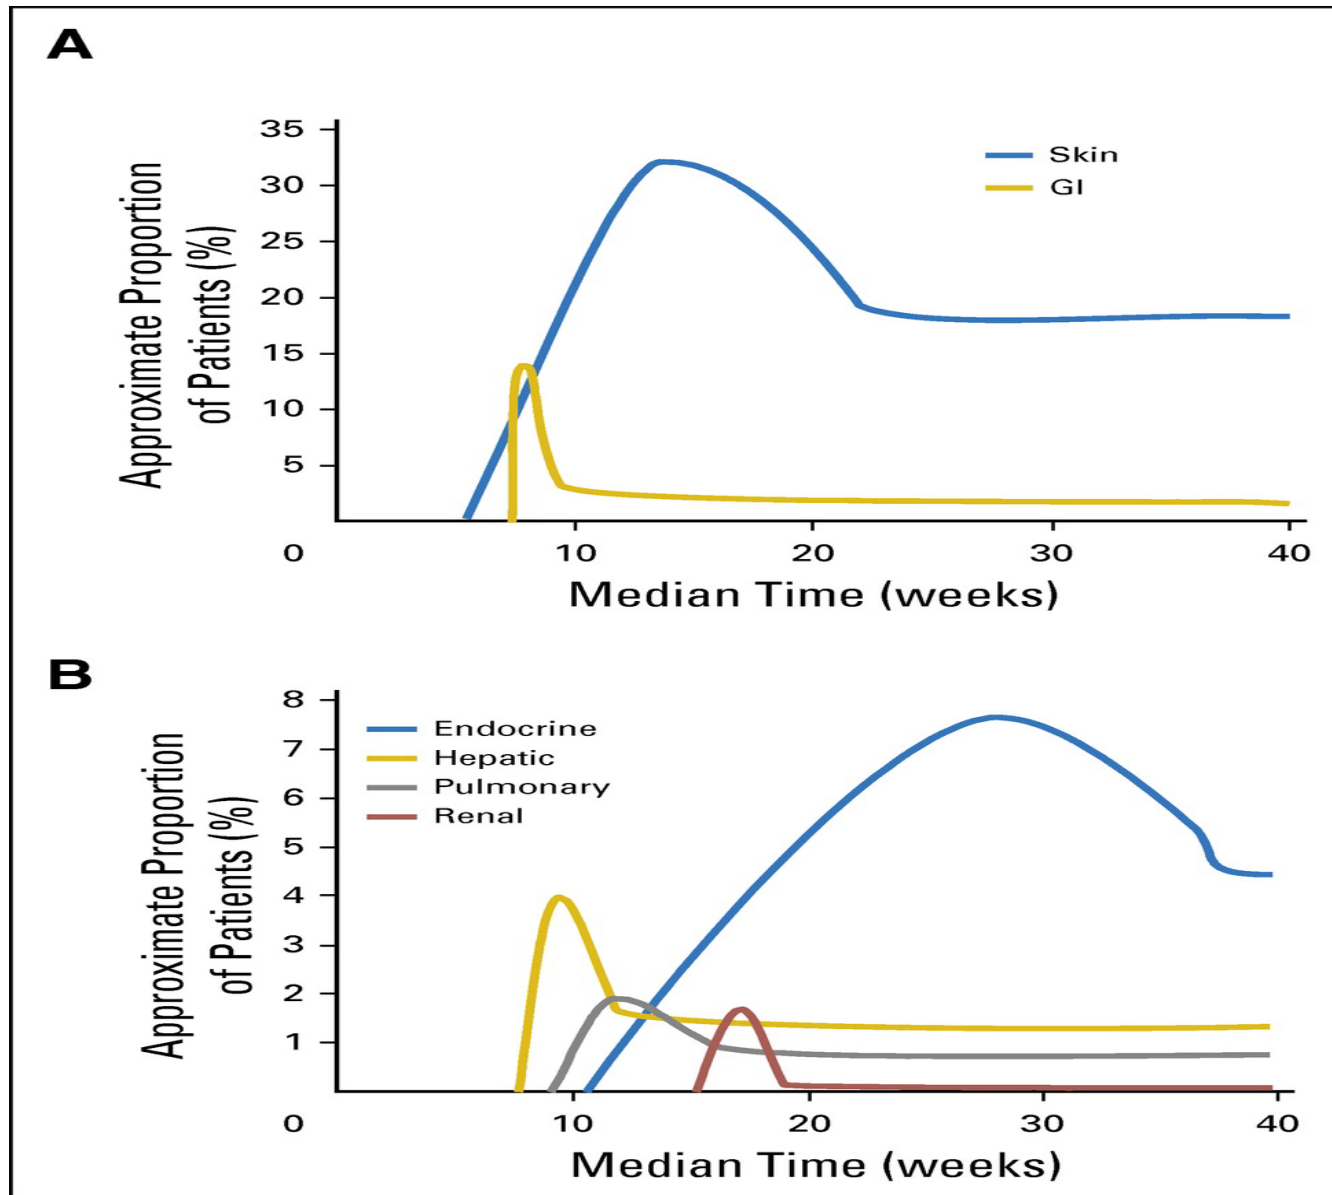 A
35
30
25
20
15
10
5
0
10
20
30
40
Approximate Proportion
of Patients (%)
Skin
GI
Median Time (weeks)
B
8
7
6
5
4
3
2
1
0
10
20
30
40
Approximate Proportion
of Patients (%)
Endocrine
Hepatic
Pulmonary
Renal
Median Time (weeks)